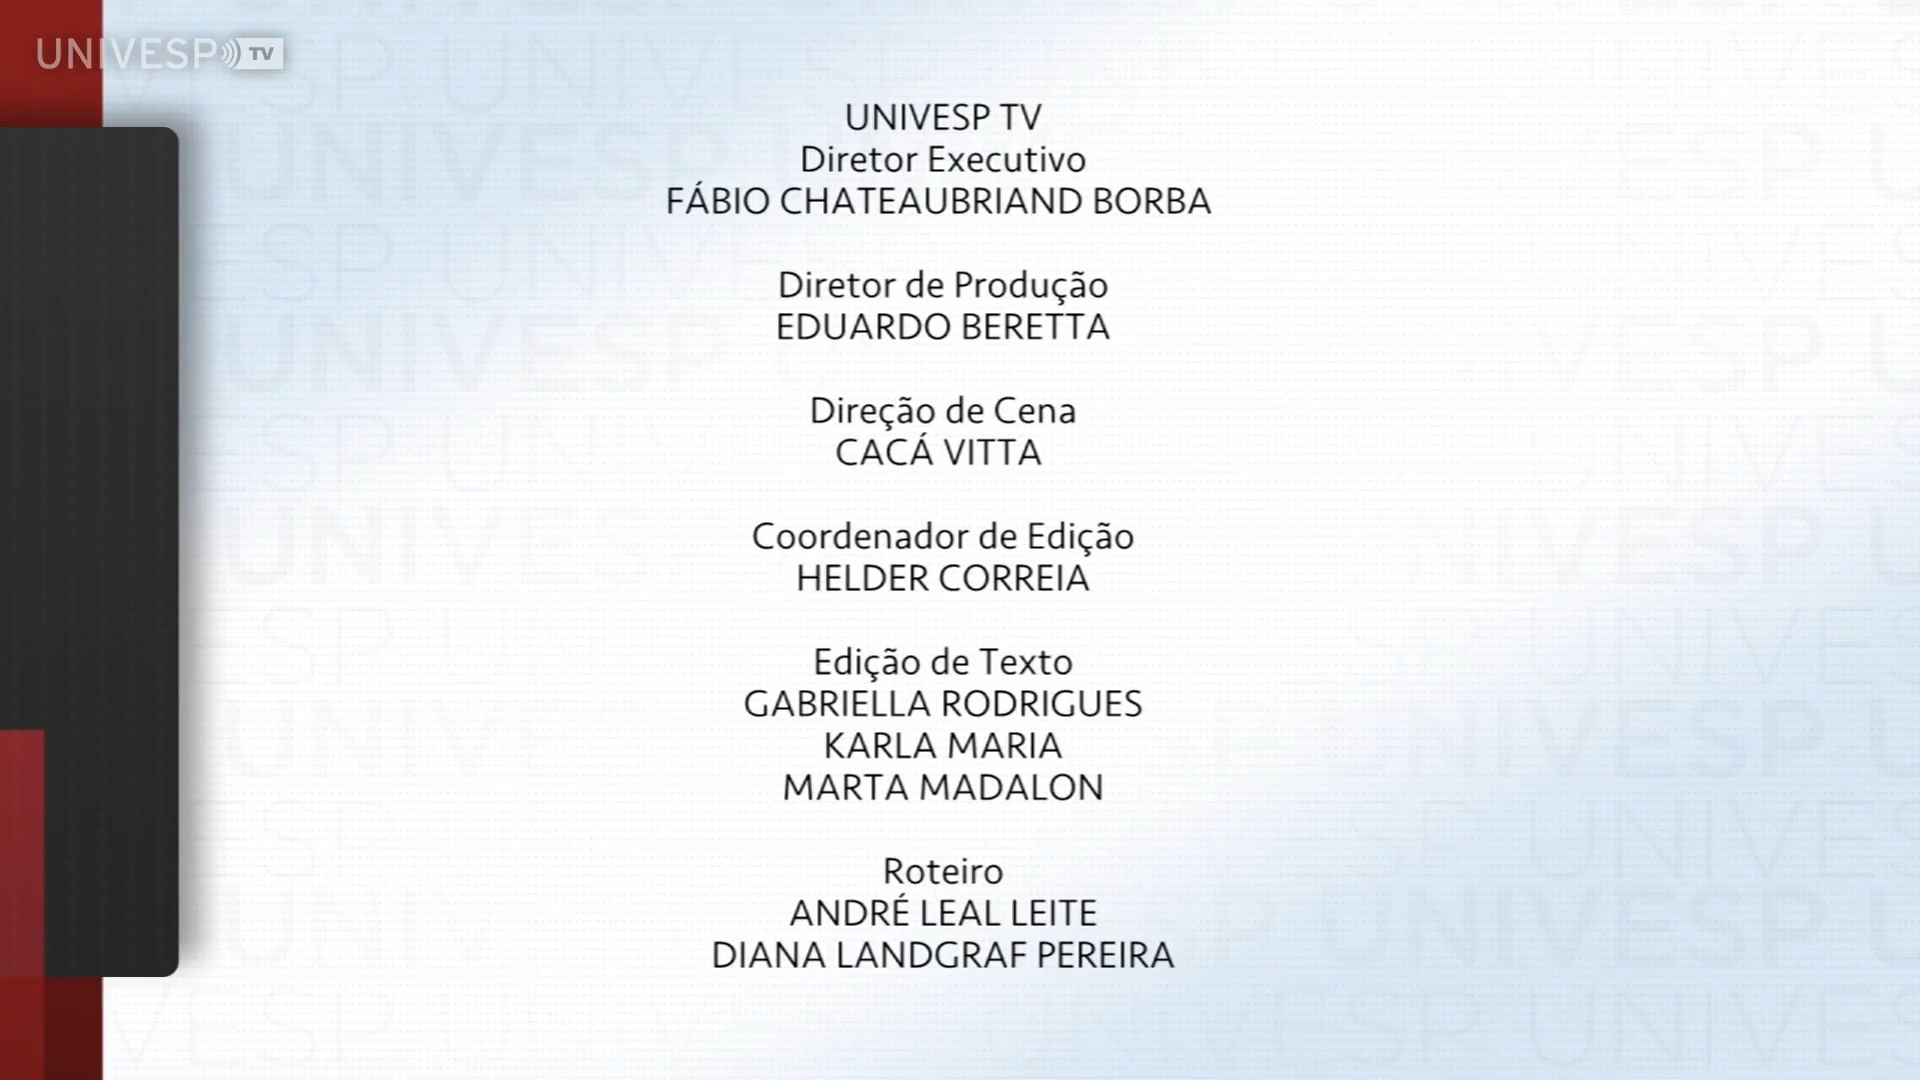 UNIVESP TV
UNIVESP TV
Diretor Executivo
FÁBIO CHATEAUBRIAND BORBA
Diretor de Produção
EDUARDO BERETTA
Direção de Cena
CACÁ VITTA
Coordenador de Edição
HELDER CORREIA
Edição de Texto
GABRIELLA RODRIGUES
KARLA MARIA
MARTA MADALON
Roteiro
ANDRÉ LEAL LEITE
DIANA LANDGRAF PEREIRA